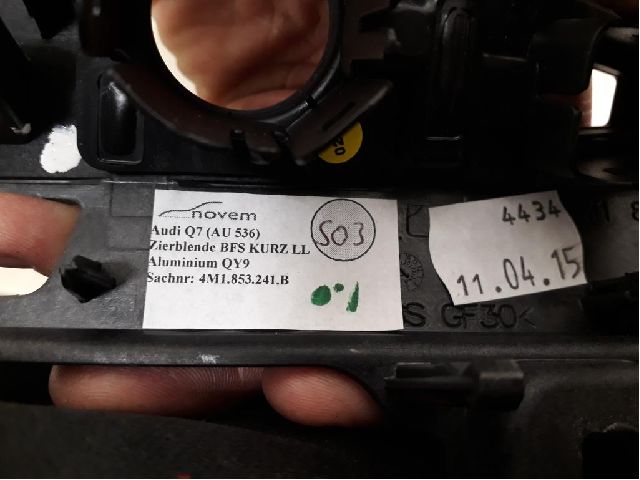 02
novem
S03
Audi Q7 (AU 536)
Zierblende BFS KURZ LL
Aluminium QY9
Sachnr: 4M1.853.241.B
4434
11.04.15
S GF30<